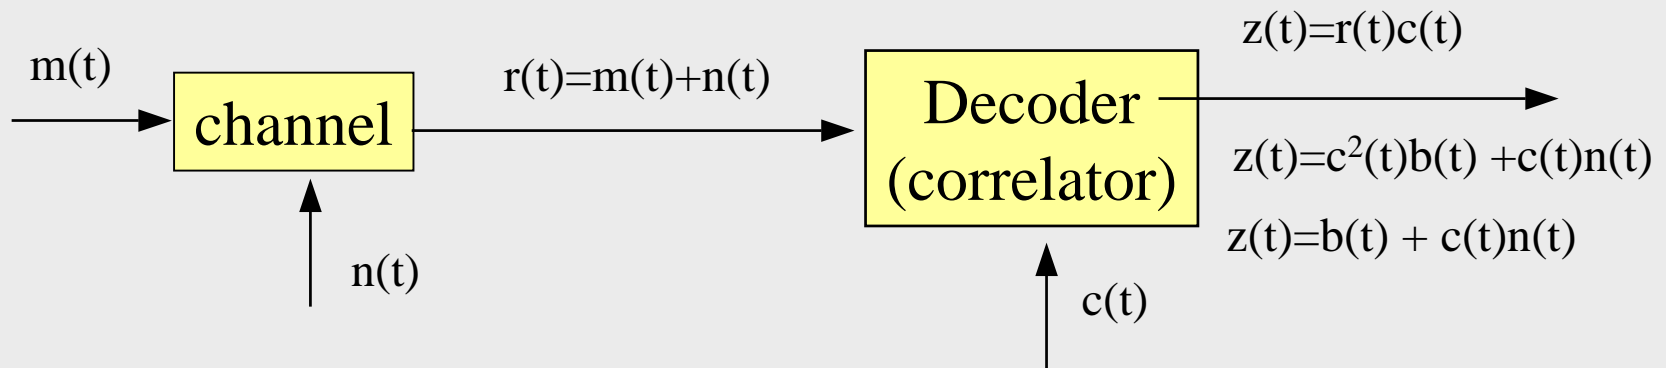 m(t)
channel
n(t)
r(t)=m(t)+n(t)
Decoder
(correlator)
c(t)
z(t)=r(t)c(t)
z(t)=c²(t)b(t) +c(t)n(t)
z(t)=b(t) + c(t)n(t)